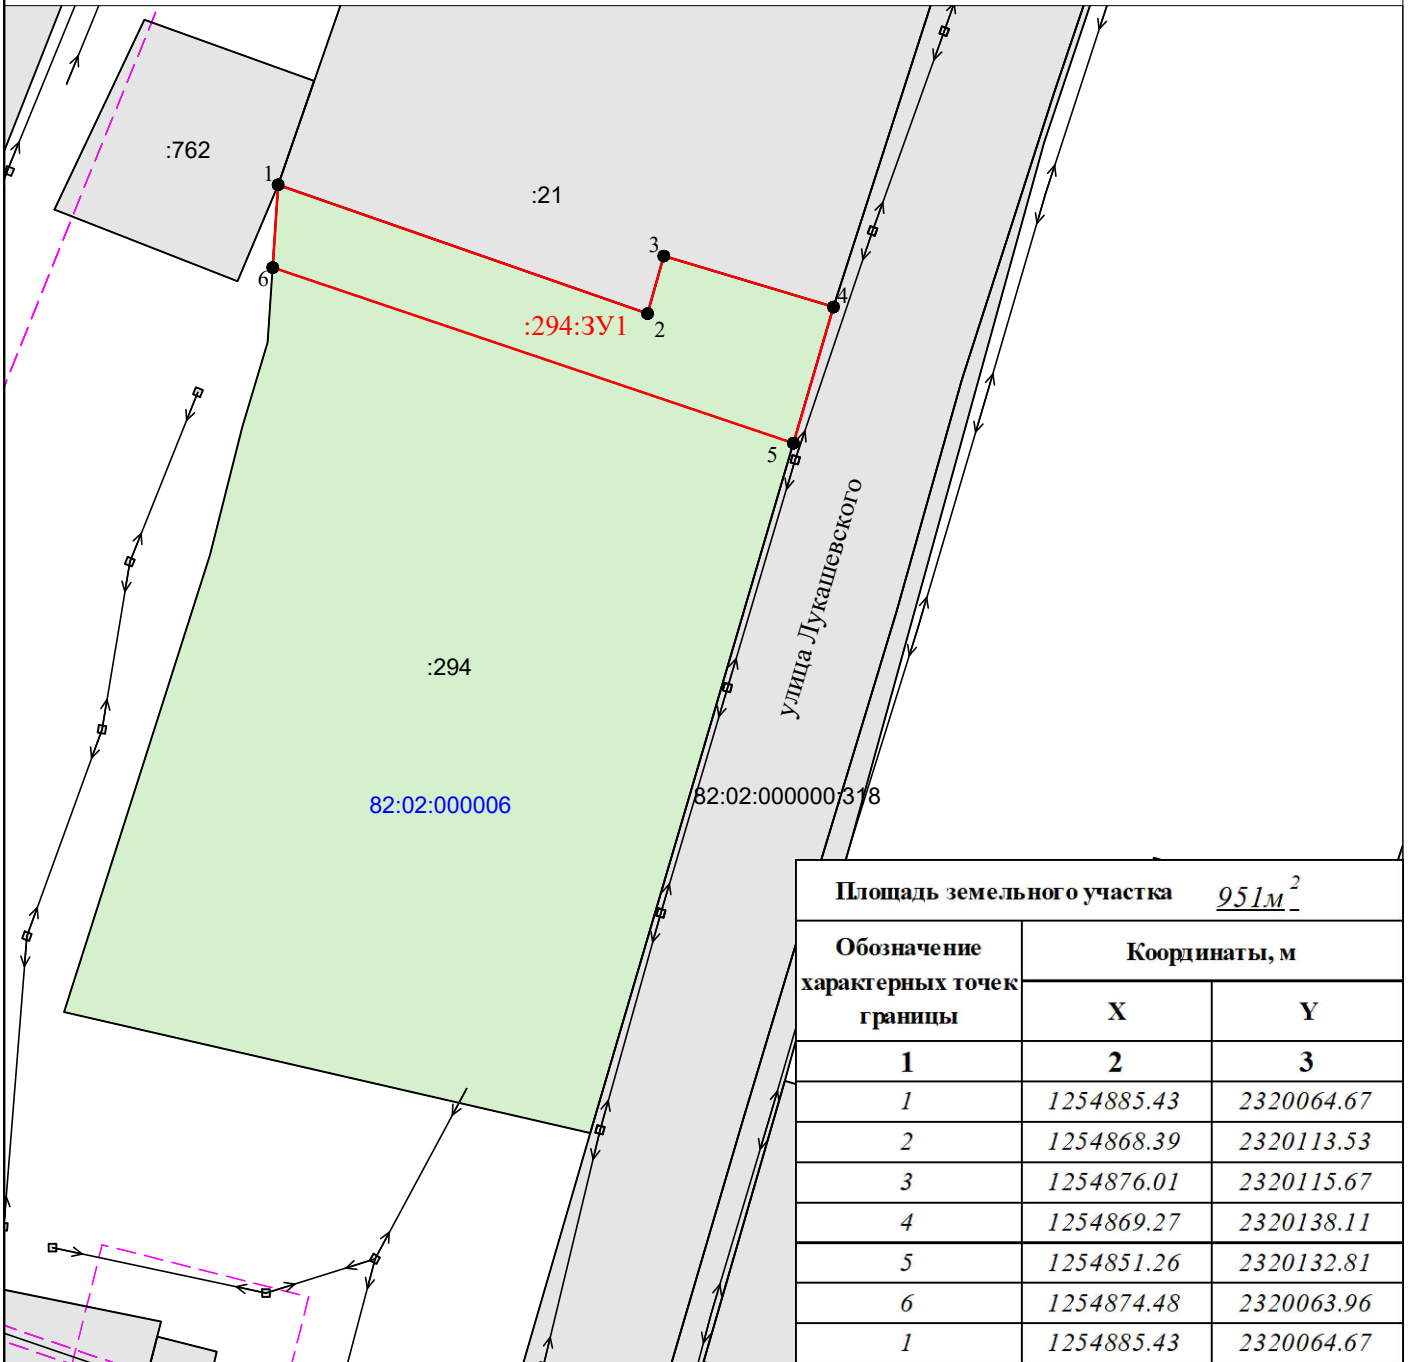 :762
1
:21
3
6
4
:294:ЗУ1
2
5
улица Лукашевского
:294
82:02:000006
82:02:000000:318
Площадь земельного участка 951м²
Обозначение характерных точек границы
Координаты, м
X Y
1 2 3
1 1254885.43 2320064.67
2 1254868.39 2320113.53
3 1254876.01 2320115.67
4 1254869.27 2320138.11
5 1254851.26 2320132.81
6 1254874.48 2320063.96
1 1254885.43 2320064.67